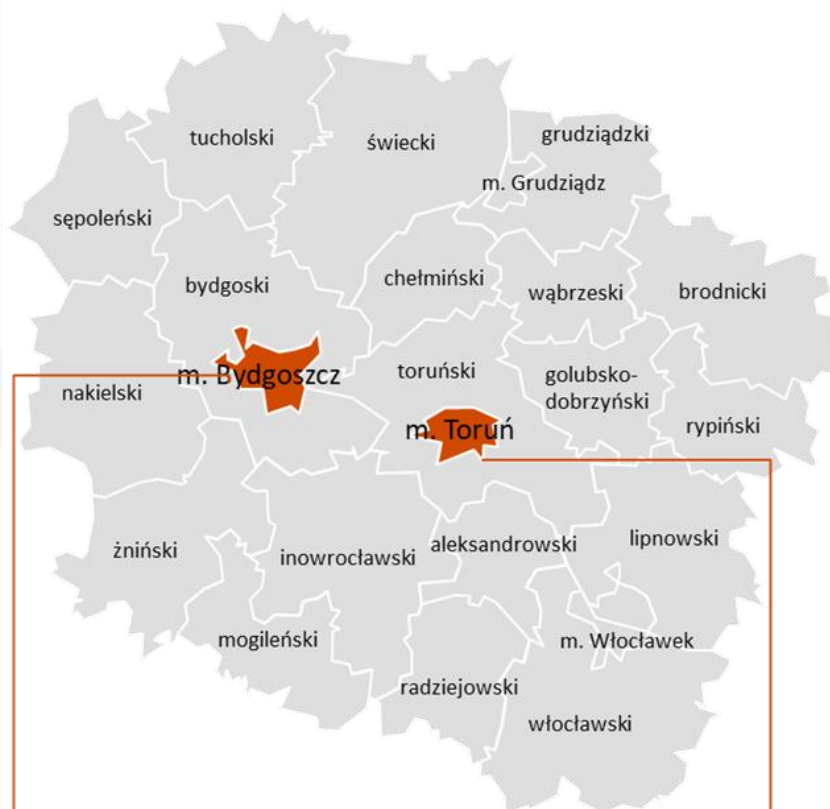 tucholski
świecki
grudziądzki
m. Grudziądz
sępoleński
bydgoski
chełmiński
wąbrzeski
brodnicki
m. Bydgoszcz
nakielski
toruński
golubsko-
dobrzyński
m. Toruń
rypiński
żniński
inowrocławski
aleksandrowski
lipnowski
mogileński
m. Włocławek
radziejowski
włocławski